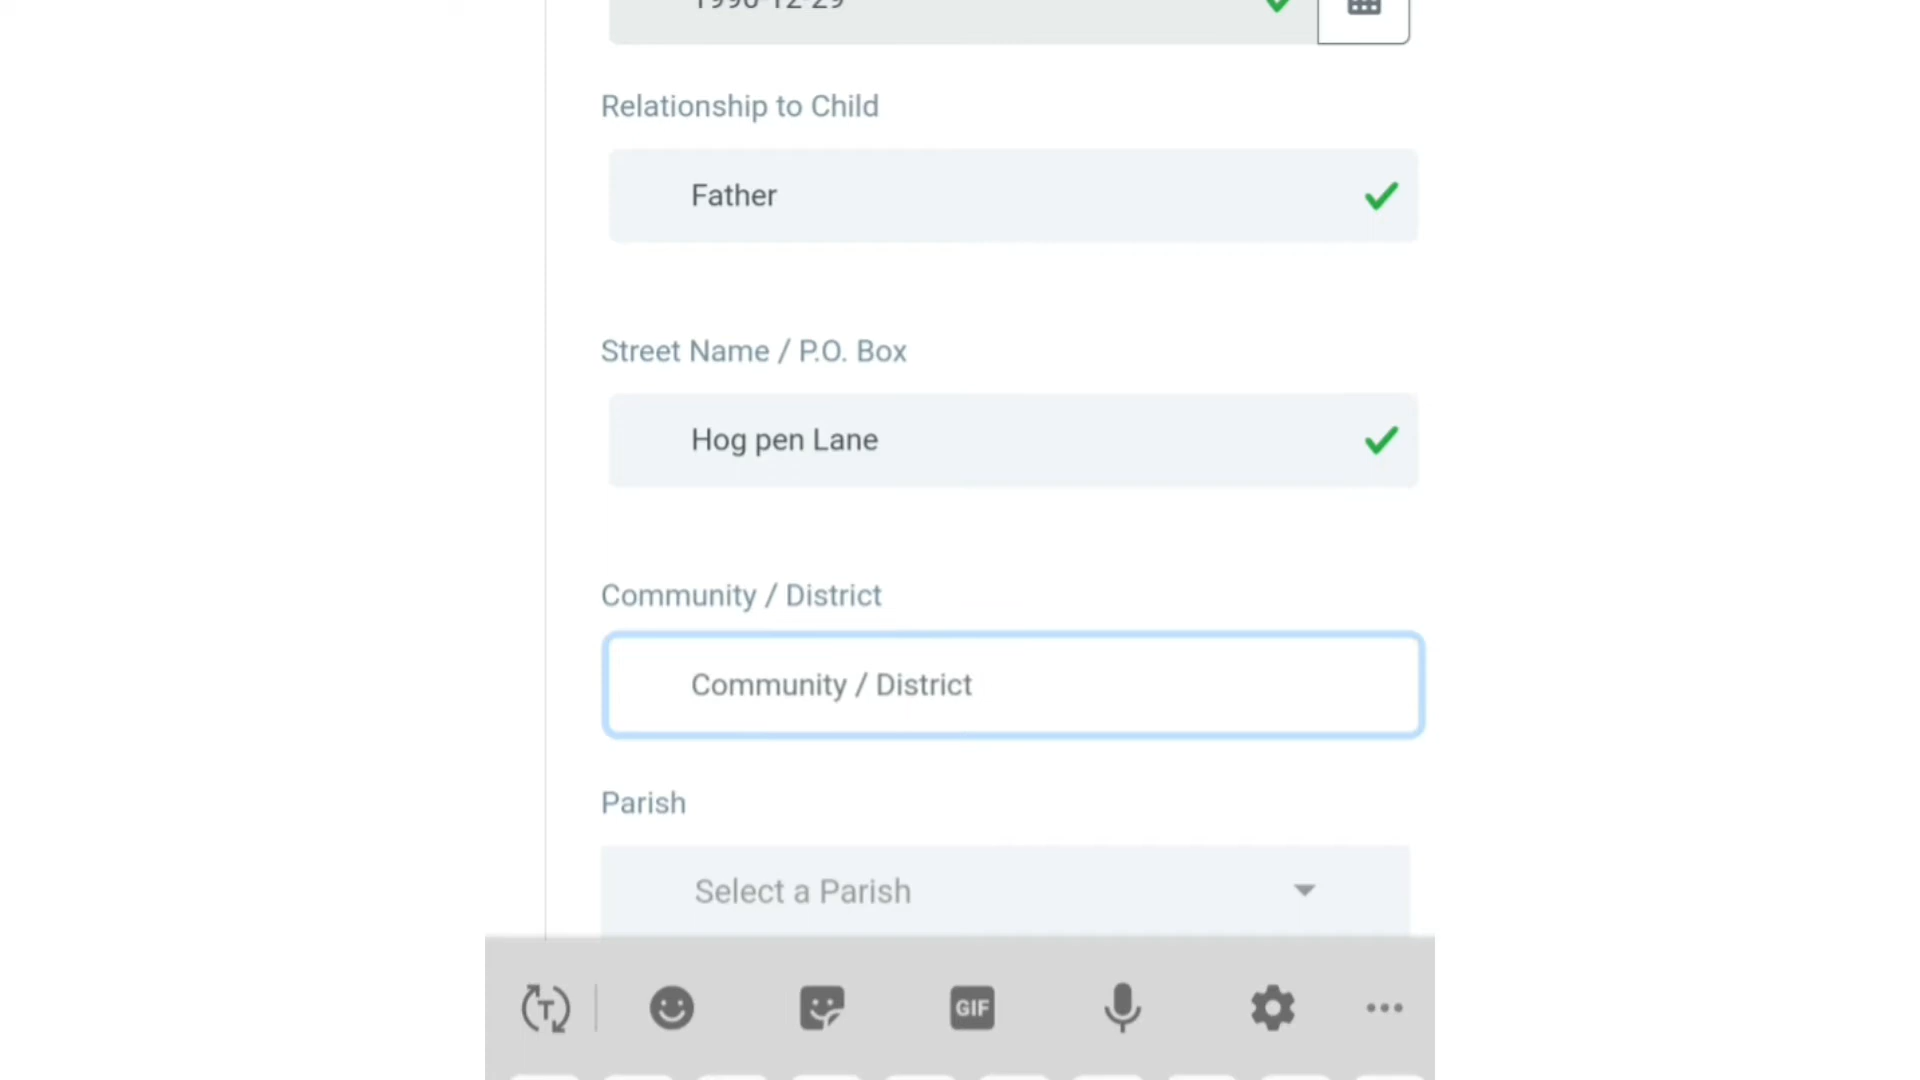 Relationship to Child
Father
Street Name / P.O. Box
Hog pen Lane
Community / District
Community / District
Parish
Select a Parish
T
GIF